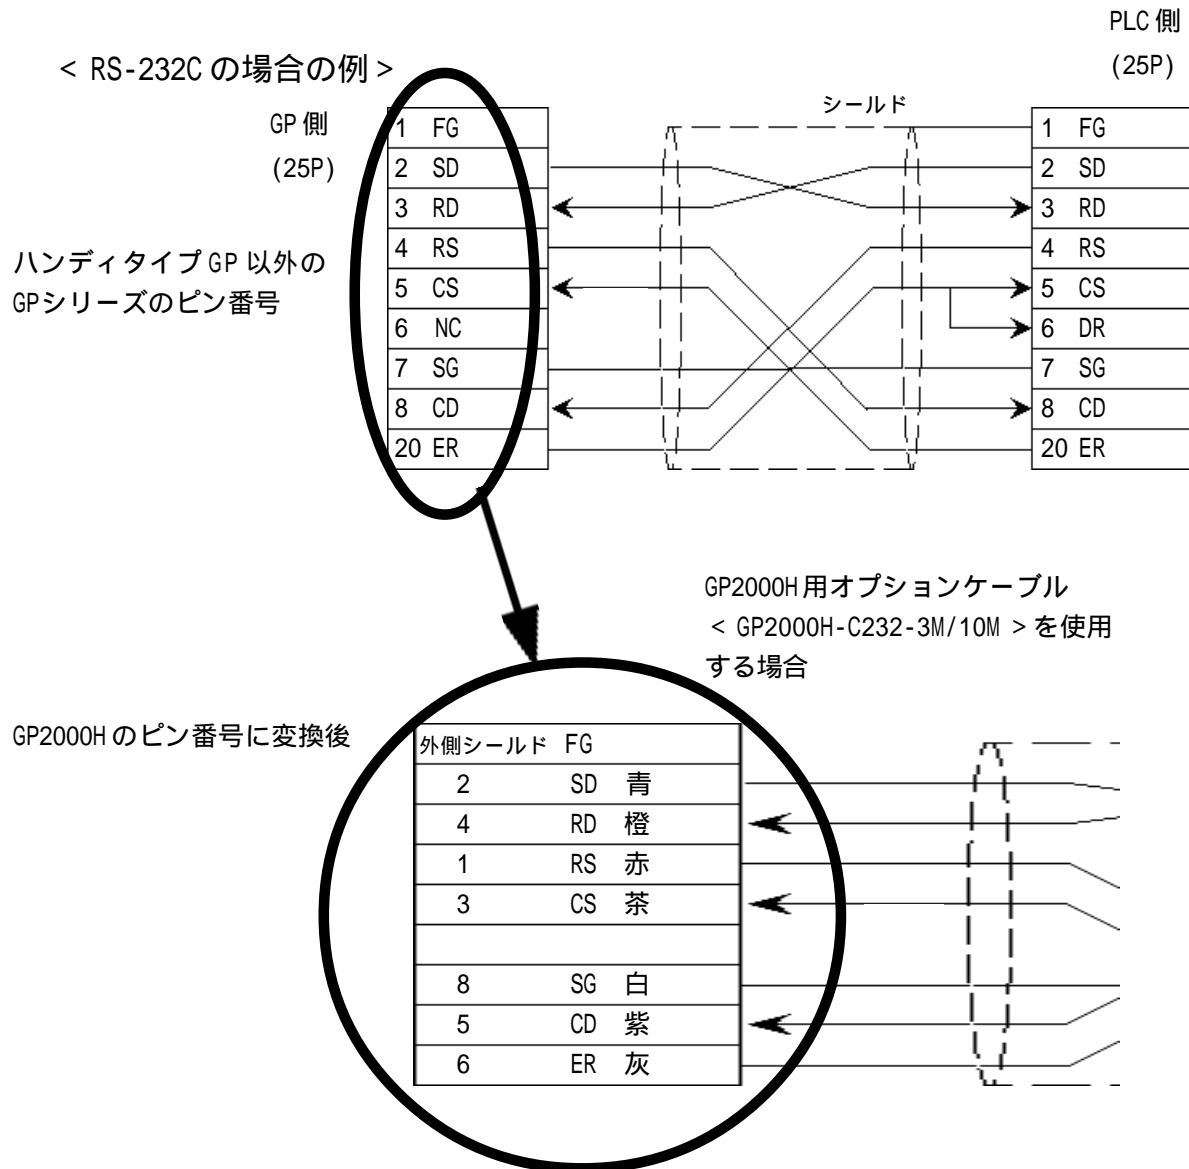 PLC側
(25P)
< RS-232Cの場合の例>
GP側
(25P)
シールド
1 FG
2 SD
3 RD
4 RS
5 CS
6 NC
7 SG
8 CD
20 ER
1 FG
2 SD
3 RD
4 RS
5 CS
6 DR
7 SG
8 CD
20 ER
ハンディタイプGP以外の
GPシリーズのピン番号
GP2000H用オプションケーブル
< GP2000H-C232-3M/10M >を使用
する場合
GP2000Hのピン番号に変換後
外側シールド FG
2 SD 青
4 RD 橙
1 RS 赤
3 CS 茶
8 SG 白
5 CD 紫
6 ER 灰